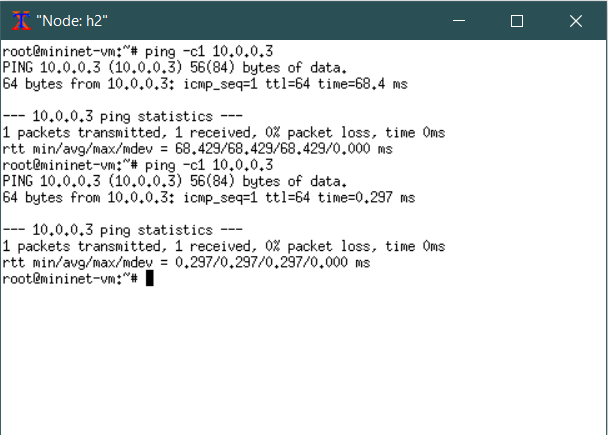 "Node: h2"
root@mininet-vm:~# ping -c1 10.0.0.3
PING 10.0.0.3 (10.0.0.3) 56(84) bytes of data.
64 bytes from 10.0.0.3: icmp_seq=1 ttl=64 time=68.4 ms
--- 10.0.0.3 ping statistics ---
1 packets transmitted, 1 received, 0% packet loss, time 0ms
rtt min/avg/max/mdev = 68.429/68.429/68.429/0.000 ms
root@mininet-vm:~# ping -c1 10.0.0.3
PING 10.0.0.3 (10.0.0.3) 56(84) bytes of data.
64 bytes from 10.0.0.3: icmp_seq=1 ttl=64 time=0.297 ms
--- 10.0.0.3 ping statistics ---
1 packets transmitted, 1 received, 0% packet loss, time 0ms
rtt min/avg/max/mdev = 0.297/0.297/0.297/0.000 ms
root@mininet-vm:~#